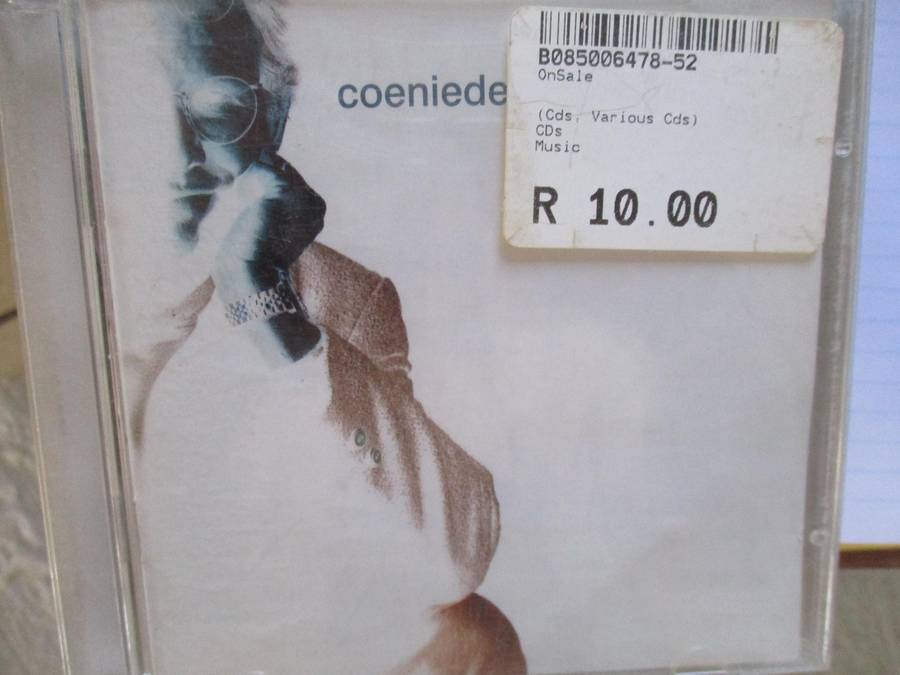 coeniede
B085006478-52
OnSale
(Cds, Various Cds)
CDs
Music
R 10.00